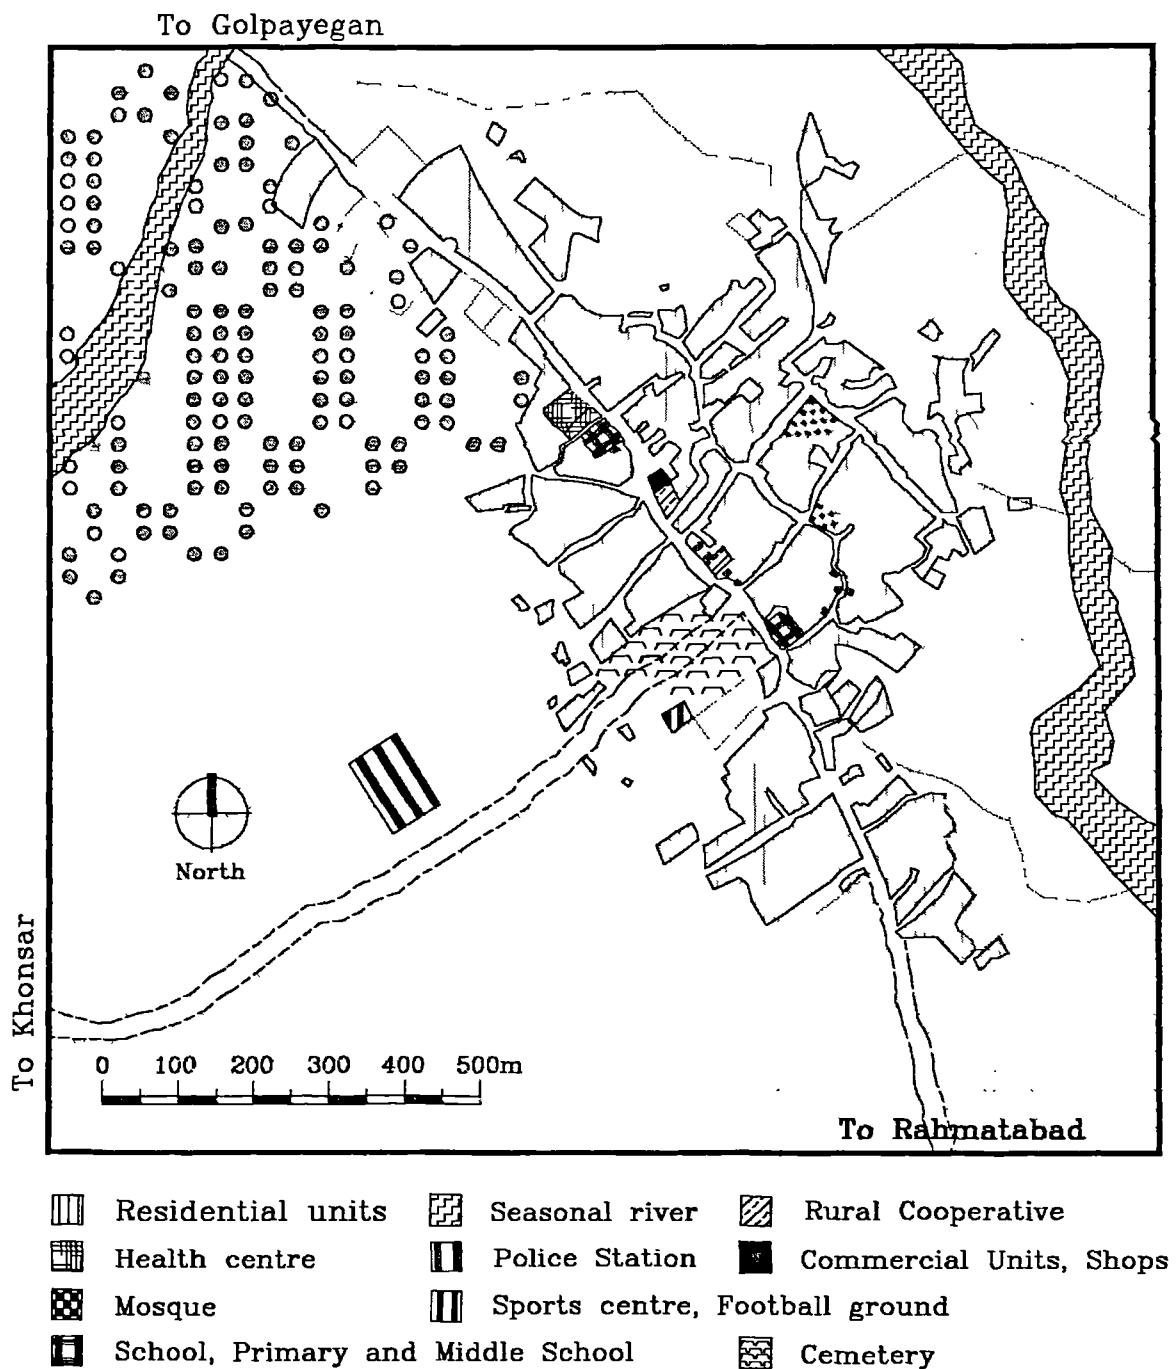 To Golpayegan
North
To Khonsar
0 100 200 300 400 500m
To Rahmatabad
Residential units
Seasonal river
Rural Cooperative
Health centre
Police Station
Commercial Units, Shops
Mosque
Sports centre, Football ground
School, Primary and Middle School
Cemetery